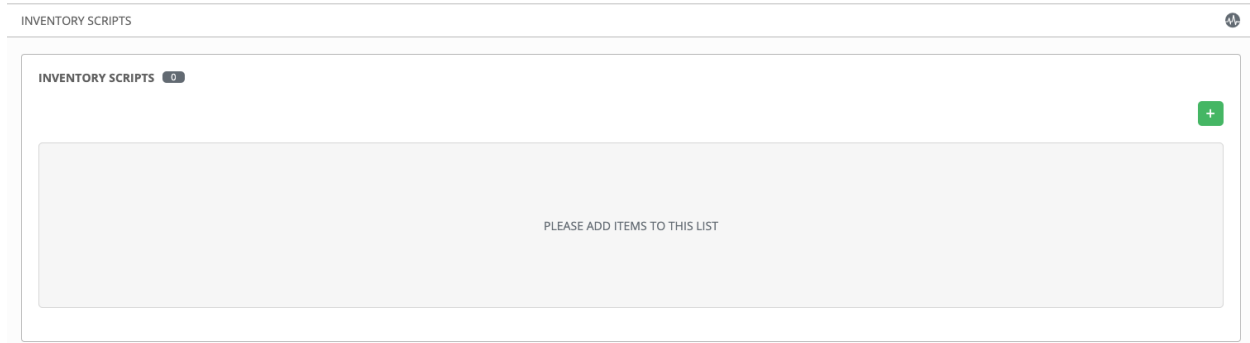 INVENTORY SCRIPTS
INVENTORY SCRIPTS 0
+
PLEASE ADD ITEMS TO THIS LIST